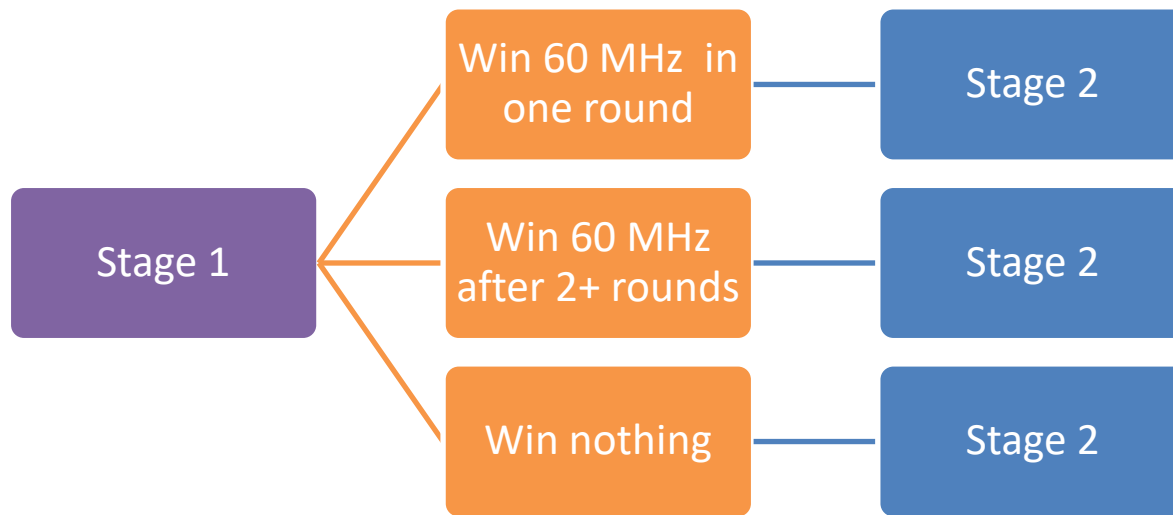 Stage 1
Win 60 MHz  in
one round
Stage 2
Win 60 MHz
after 2+ rounds
Stage 2
Win nothing
Stage 2